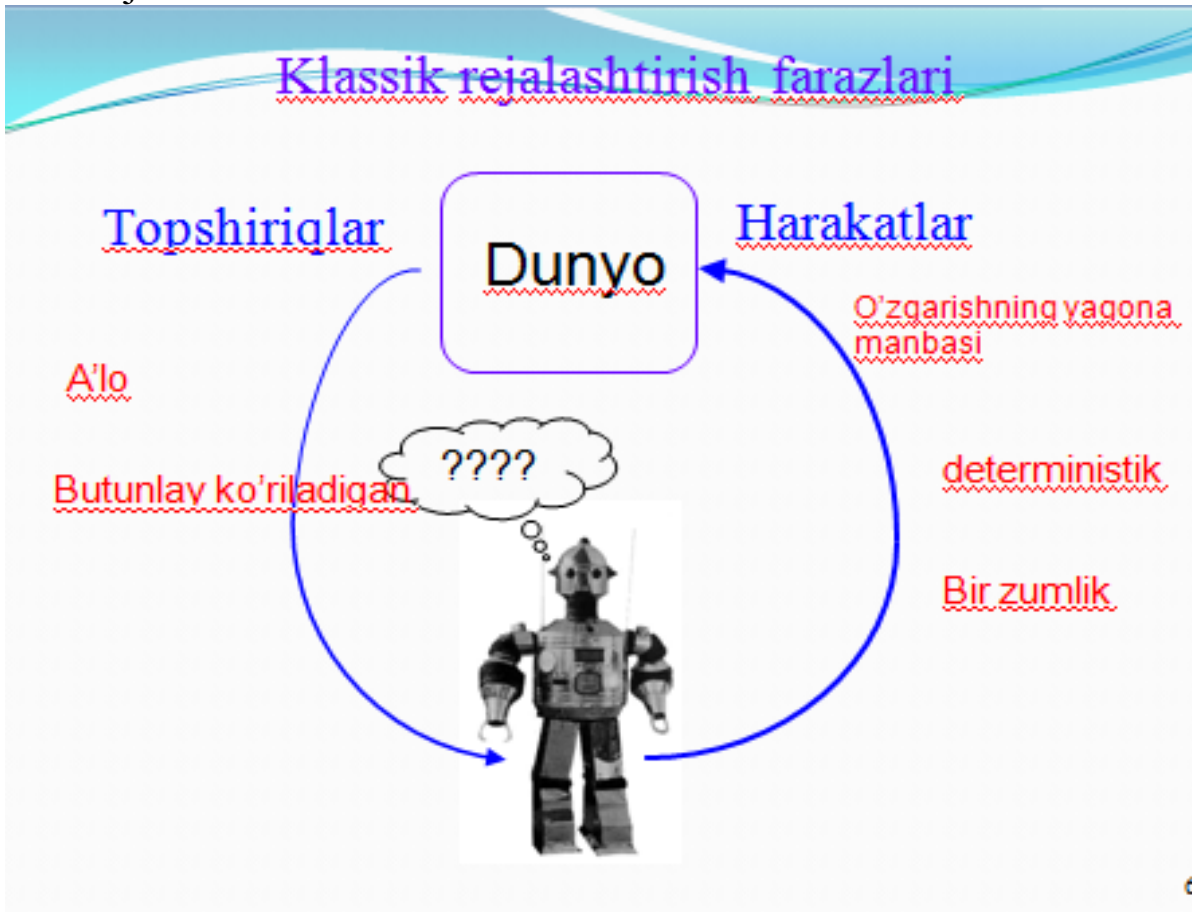 Klassik rejalashtirish farazlari
Topshiriqlar
Dunyo
Harakatlar
O'zgarishning yagona
manbasi
A'lo
Butunlay ko'riladigan
????
deterministik
Bir zumlik